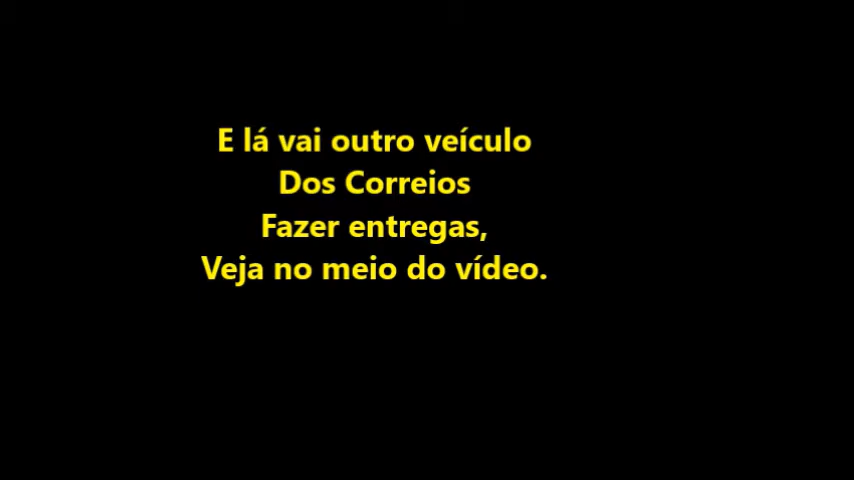 E lá vai outro veículo
Dos Correios
Fazer entregas,
Veja no meio do vídeo.